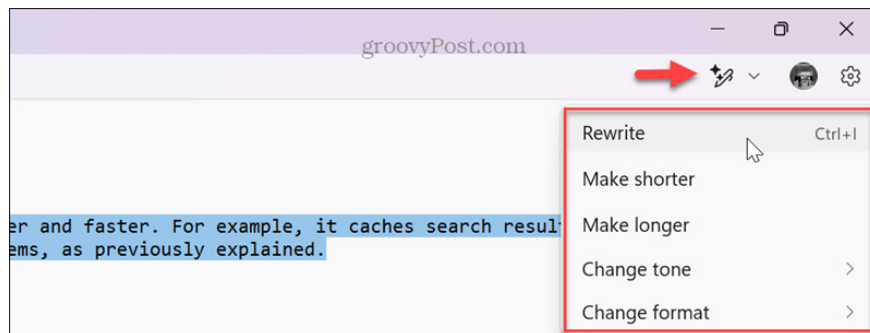 groovyPost.com
Rewrite Ctrl+I
Make shorter
er and faster. For example, it caches search resul
Make longer
ems, as previously explained.
Change tone
Change format